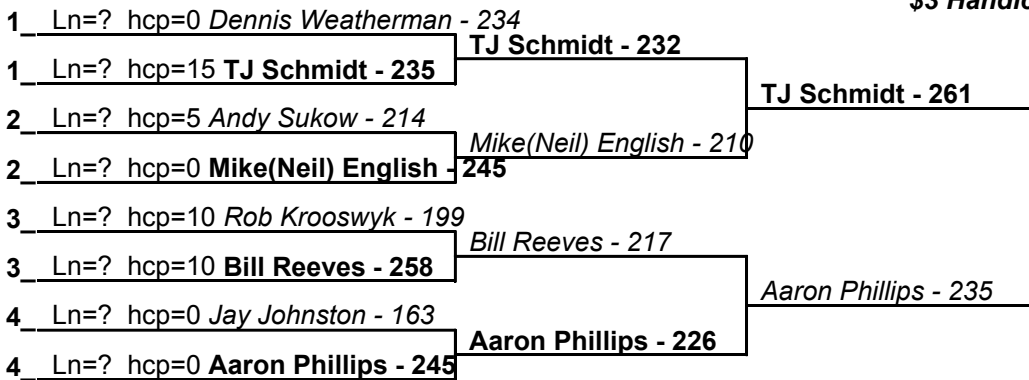 $3 Handic
1_ Ln=? hcp=0 Dennis Weatherman - 234
TJ Schmidt - 232
1_ Ln=? hcp=15 TJ Schmidt - 235
TJ Schmidt - 261
2_ Ln=? hcp=5 Andy Sukow - 214
Mike(Neil) English - 210
2_ Ln=? hcp=0 Mike(Neil) English - 245
3_ Ln=? hcp=10 Rob Krooswyk - 199
Bill Reeves - 217
3_ Ln=? hcp=10 Bill Reeves - 258
Aaron Phillips - 235
4_ Ln=? hcp=0 Jay Johnston - 163
Aaron Phillips - 226
4_ Ln=? hcp=0 Aaron Phillips - 245